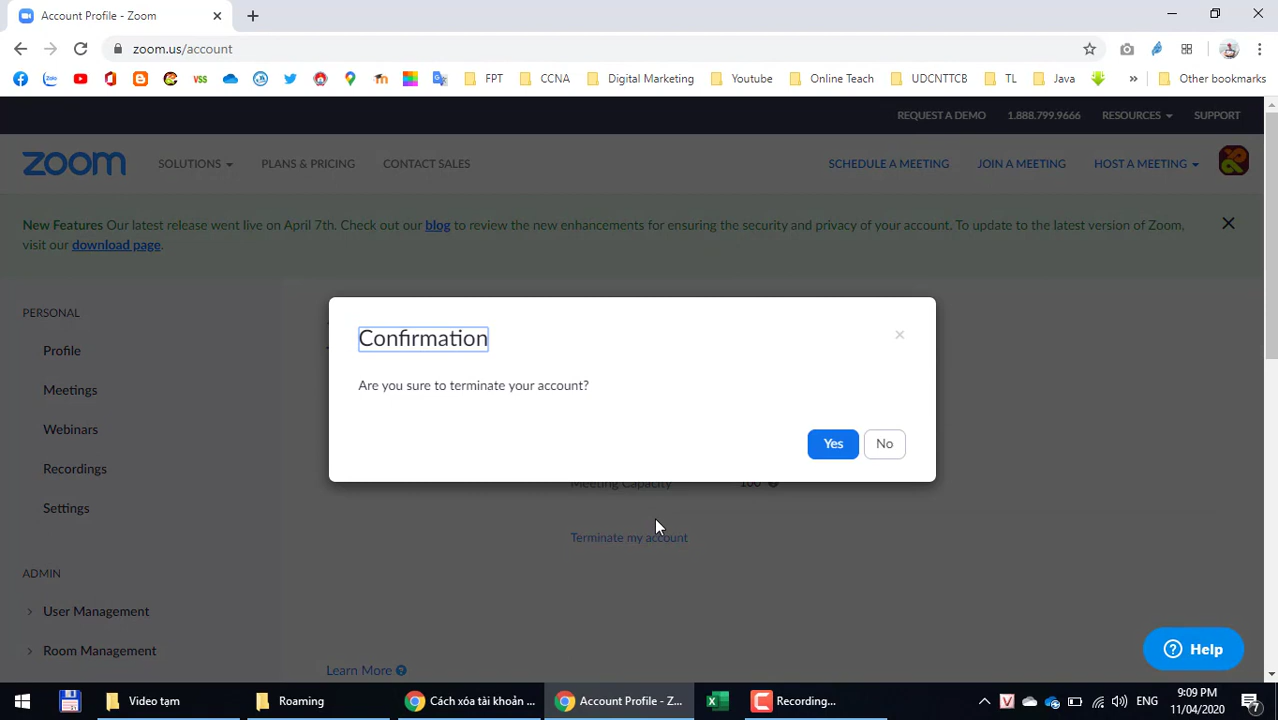 Account Profile - Zoom
zoom.us/account
FPT
CCNA
Digital Marketing
Youtube
Online Teach
UDCNTTCB
TL
Java
»
Other bookmarks
REQUEST A DEMO
1.888.799.9666
RESOURCES
SUPPORT
zoom
SOLUTIONS
PLANS & PRICING
CONTACT SALES
SCHEDULE A MEETING
JOIN A MEETING
HOST A MEETING
New Features Our latest release went live on April 7th. Check out our blog to review the new enhancements for ensuring the security and privacy of your account. To update to the latest version of Zoom,
visit our download page.
PERSONAL
Profile
Meetings
Webinars
Recordings
Settings
ADMIN
User Management
Room Management
Confirmation
Are you sure to terminate your account?
Yes
No
Meeting Capacity
100
Terminate my account
Learn More
Help
Video tạm
Roaming
Cách xóa tài khoản ...
Account Profile - Z...
Recording...
ENG
9:09 PM
11/04/2020